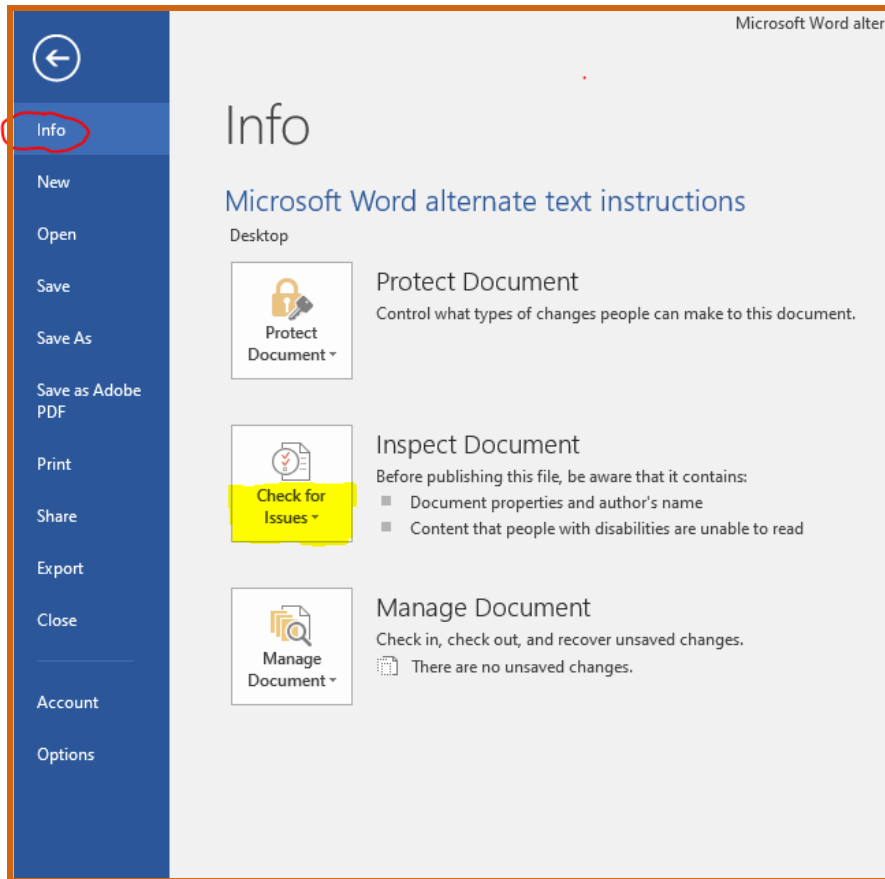 Microsoft Word alter
Info
New
Open
Save
Save As
Save as Adobe
PDF
Print
Share
Export
Close
Account
Options
Info
Microsoft Word alternate text instructions
Desktop
Protect
Document
Protect Document
Control what types of changes people can make to this document.
Check for
Issues
Inspect Document
Before publishing this file, be aware that it contains:
Document properties and author's name
Content that people with disabilities are unable to read
Manage
Document
Manage Document
Check in, check out, and recover unsaved changes.
There are no unsaved changes.